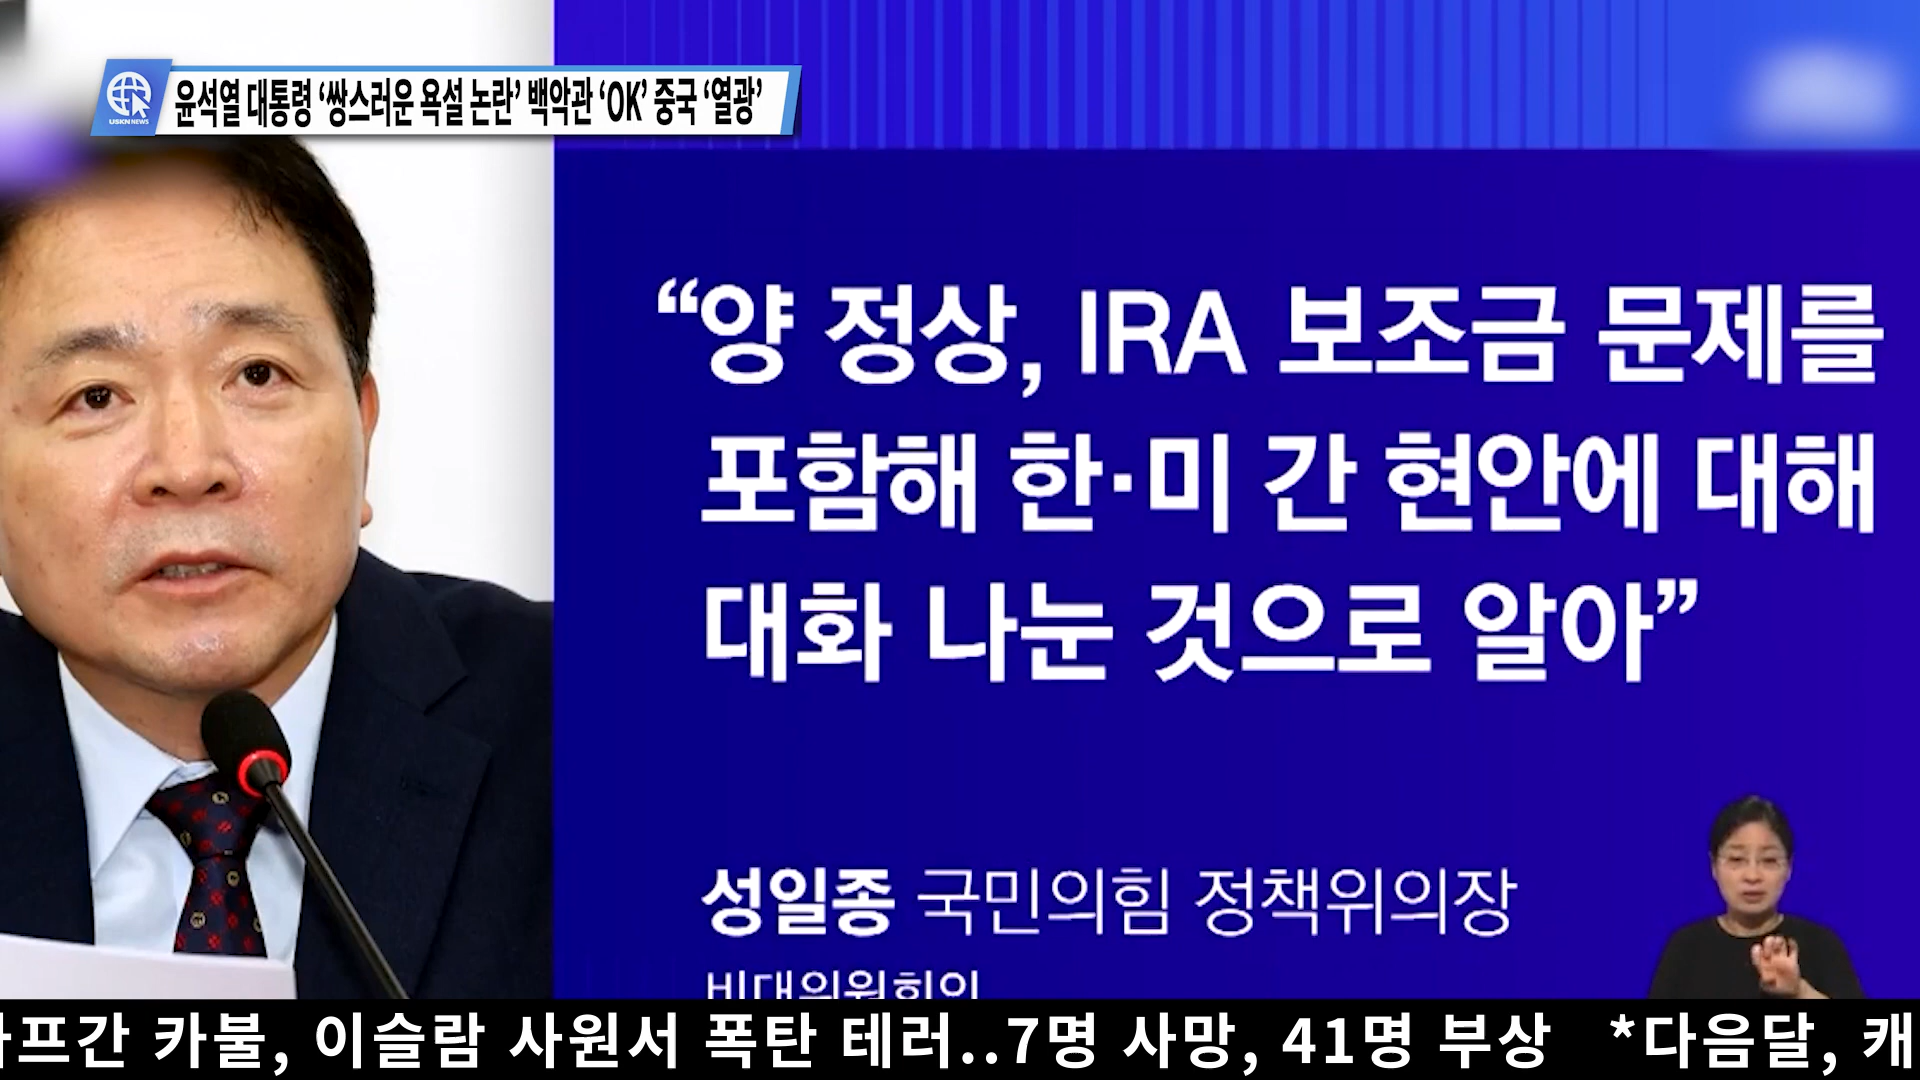 USKN NEWS
윤석열 대통령 ‘쌍스러운 욕설 논란’ 백악관 ‘OK’ 중국 ‘열광’
“양 정상, IRA 보조금 문제를
포함해 한·미 간 현안에 대해
대화 나눈 것으로 알아”
성일종 국민의힘 정책위의장
비대위원회의
프간 카불, 이슬람 사원서 폭탄 테러..7명 사망, 41명 부상 *다음달, 캐